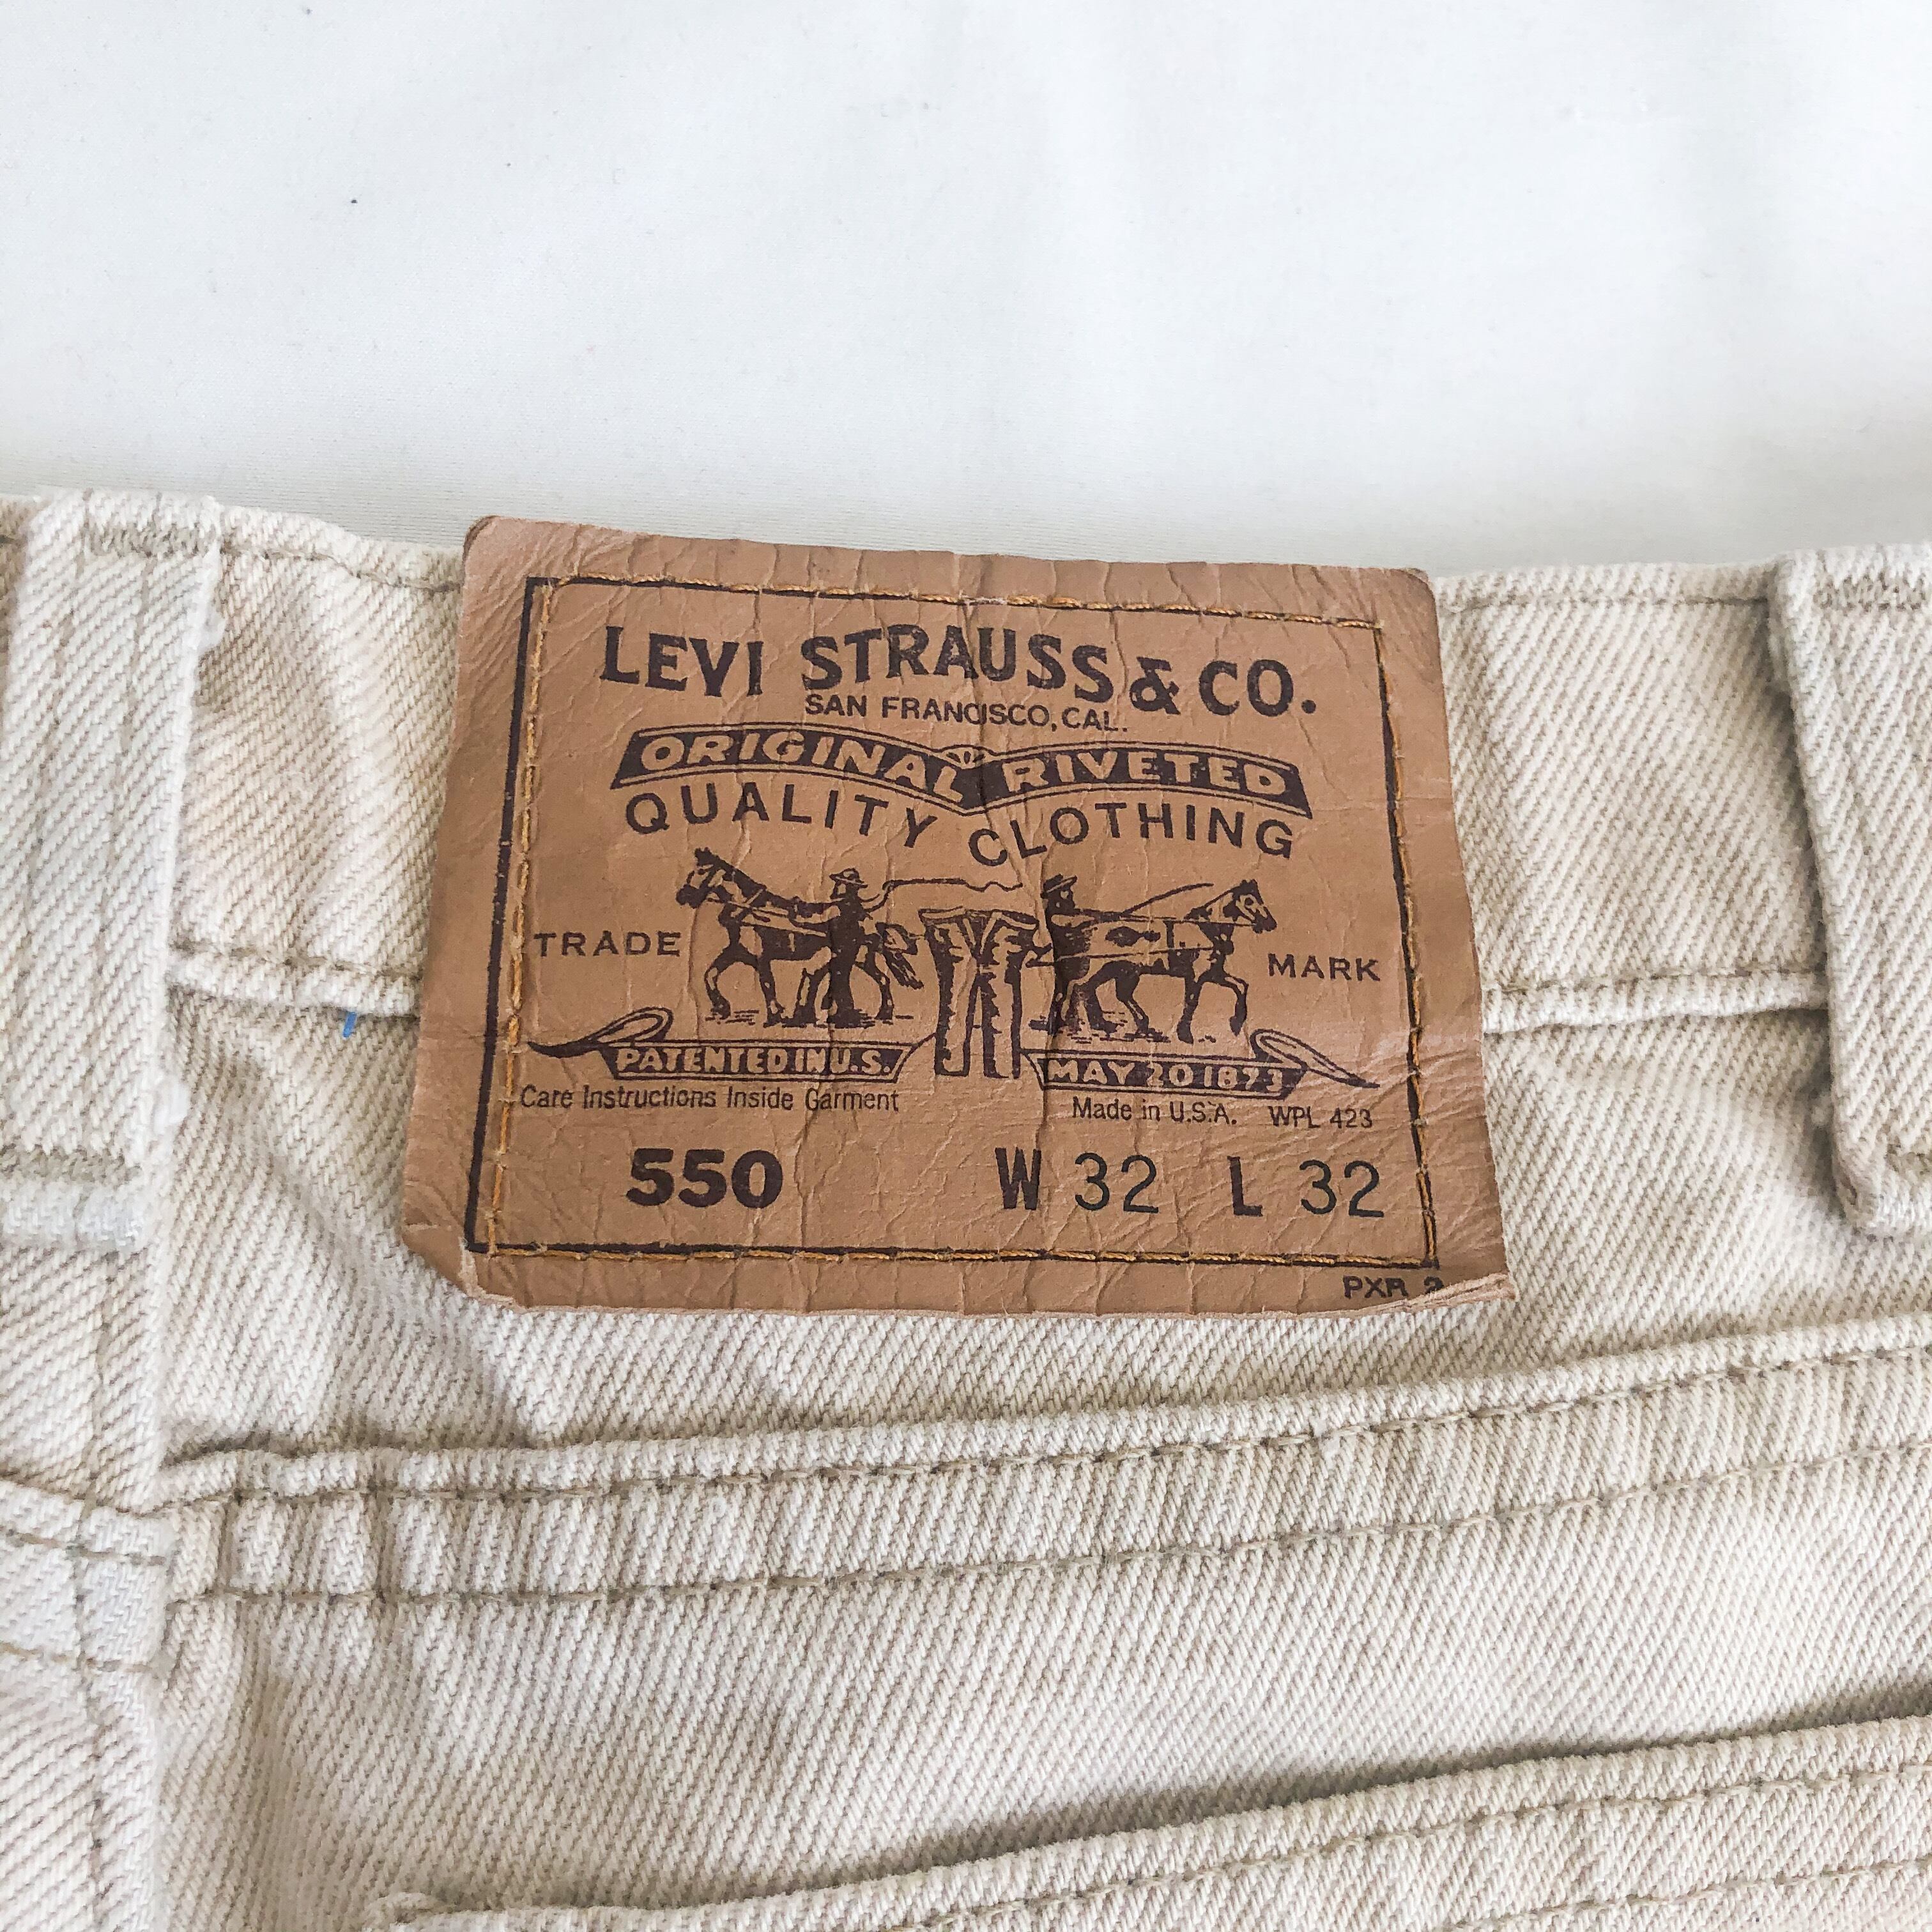 LEVI STRAUSS & CO.
SAN FRANCISCO, CAL.
ORIGINAL RIVETED
QUALITY CLOTHING
TRADE MARK
PATENTED IN U.S. MAY 20 1873
Care Instructions Inside Garment Made in U.S.A. WPL 423
550 W 32 L 32
PXR